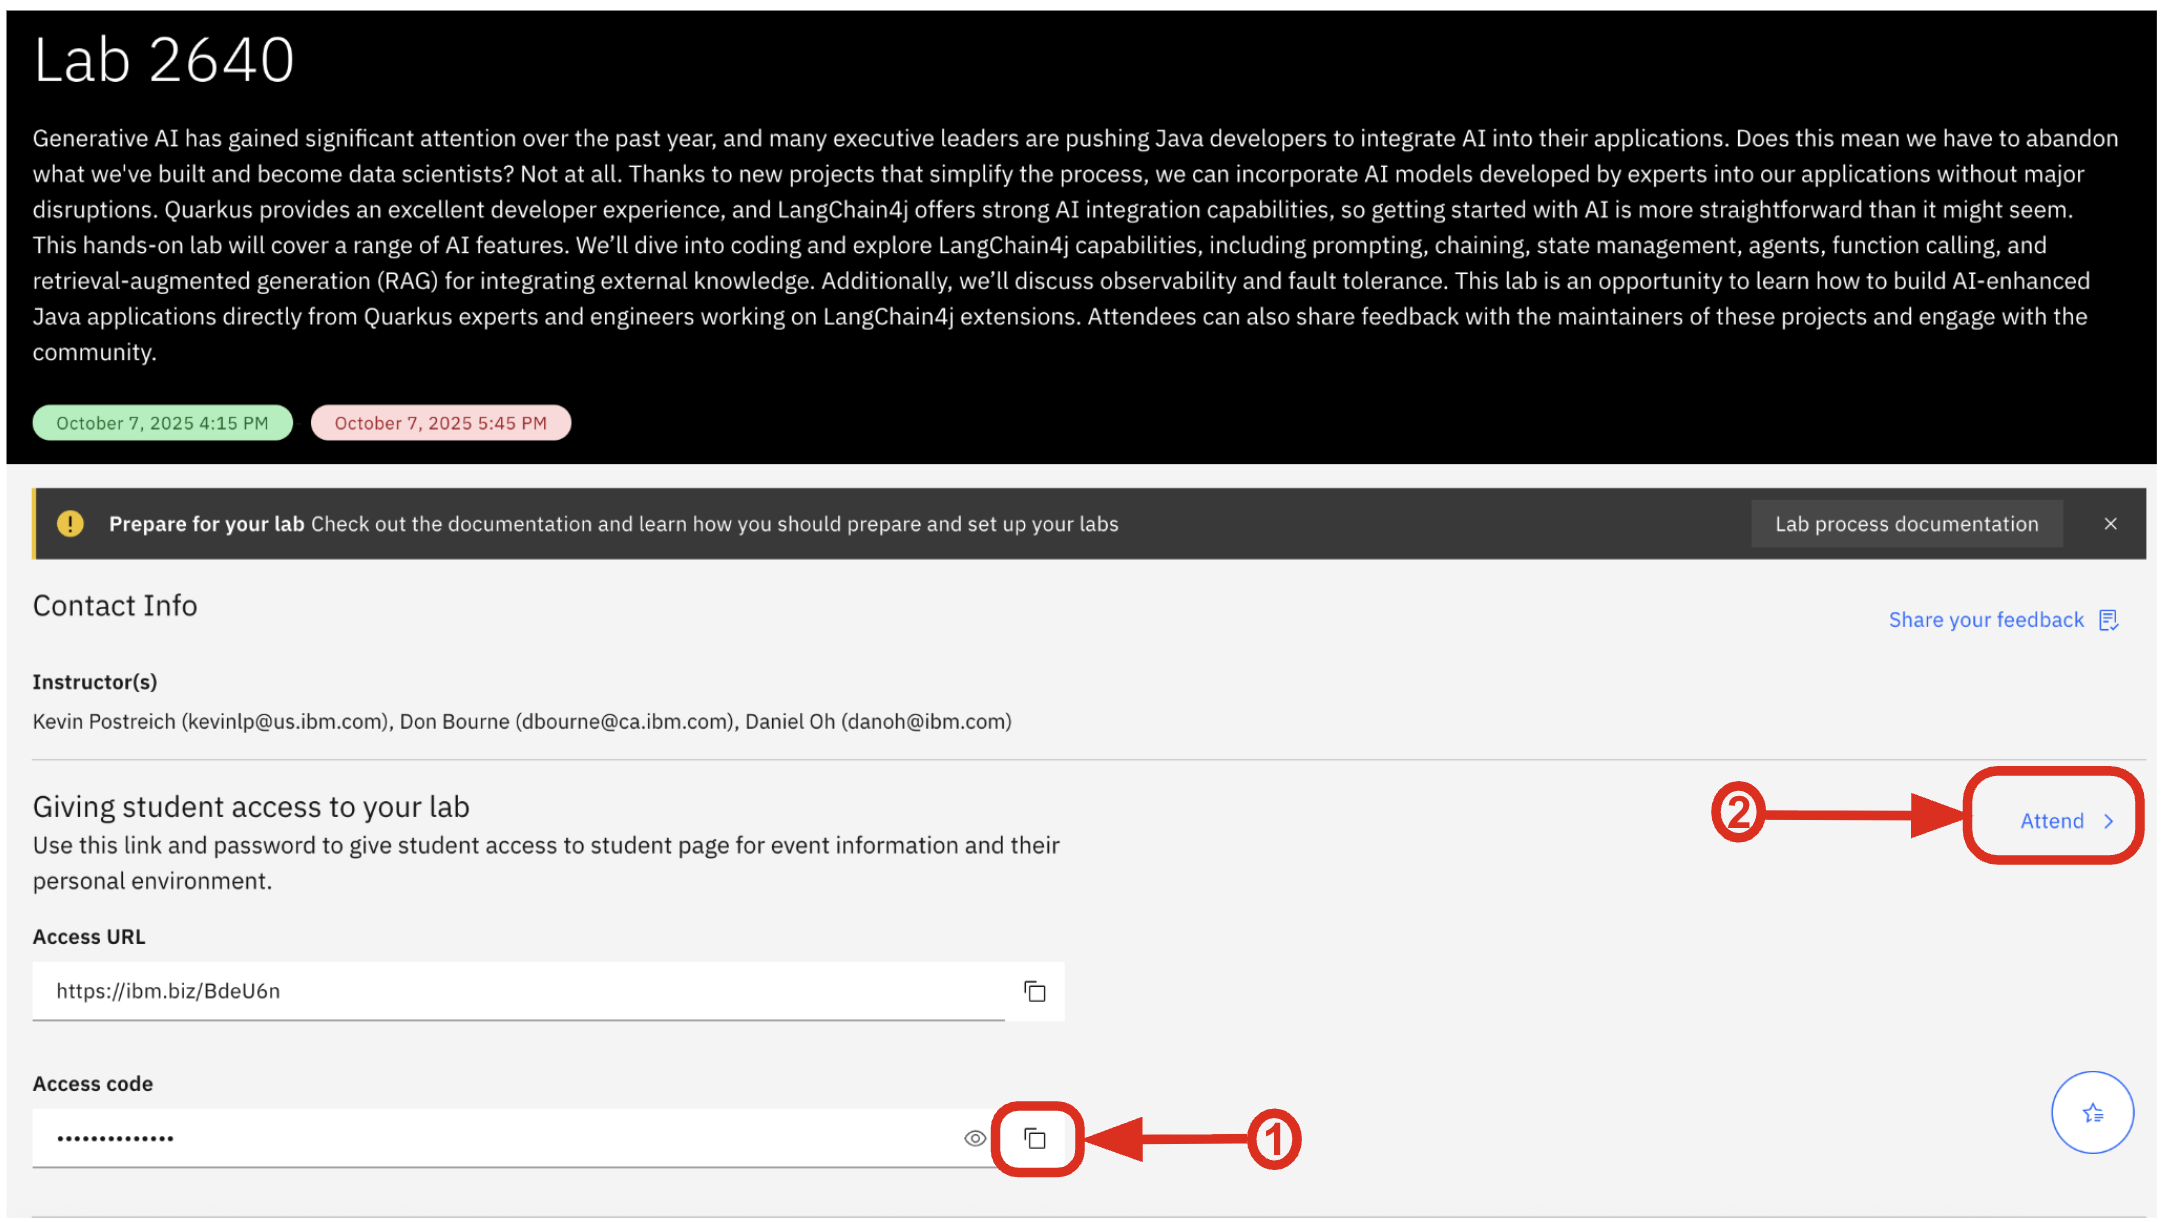 Lab 2640
Generative AI has gained significant attention over the past year, and many executive leaders are pushing Java developers to integrate AI into their applications. Does this mean we have to abandon
what we've built and become data scientists? Not at all. Thanks to new projects that simplify the process, we can incorporate AI models developed by experts into our applications without major
disruptions. Quarkus provides an excellent developer experience, and LangChain4j offers strong AI integration capabilities, so getting started with AI is more straightforward than it might seem.
This hands-on lab will cover a range of AI features. We’ll dive into coding and explore LangChain4j capabilities, including prompting, chaining, state management, agents, function calling, and
retrieval-augmented generation (RAG) for integrating external knowledge. Additionally, we’ll discuss observability and fault tolerance. This lab is an opportunity to learn how to build AI-enhanced
Java applications directly from Quarkus experts and engineers working on LangChain4j extensions. Attendees can also share feedback with the maintainers of these projects and engage with the
community.
October 7, 2025 4:15 PM - October 7, 2025 5:45 PM
Prepare for your lab Check out the documentation and learn how you should prepare and set up your labs Lab process documentation
Contact Info
Share your feedback
Instructor(s)
Kevin Postreich (kevinlp@us.ibm.com), Don Bourne (dbourne@ca.ibm.com), Daniel Oh (danoh@ibm.com)
Giving student access to your lab
2 Attend
Use this link and password to give student access to student page for event information and their
personal environment.
Access URL
https://ibm.biz/BdeU6n
Access code
••••••••••••••
1